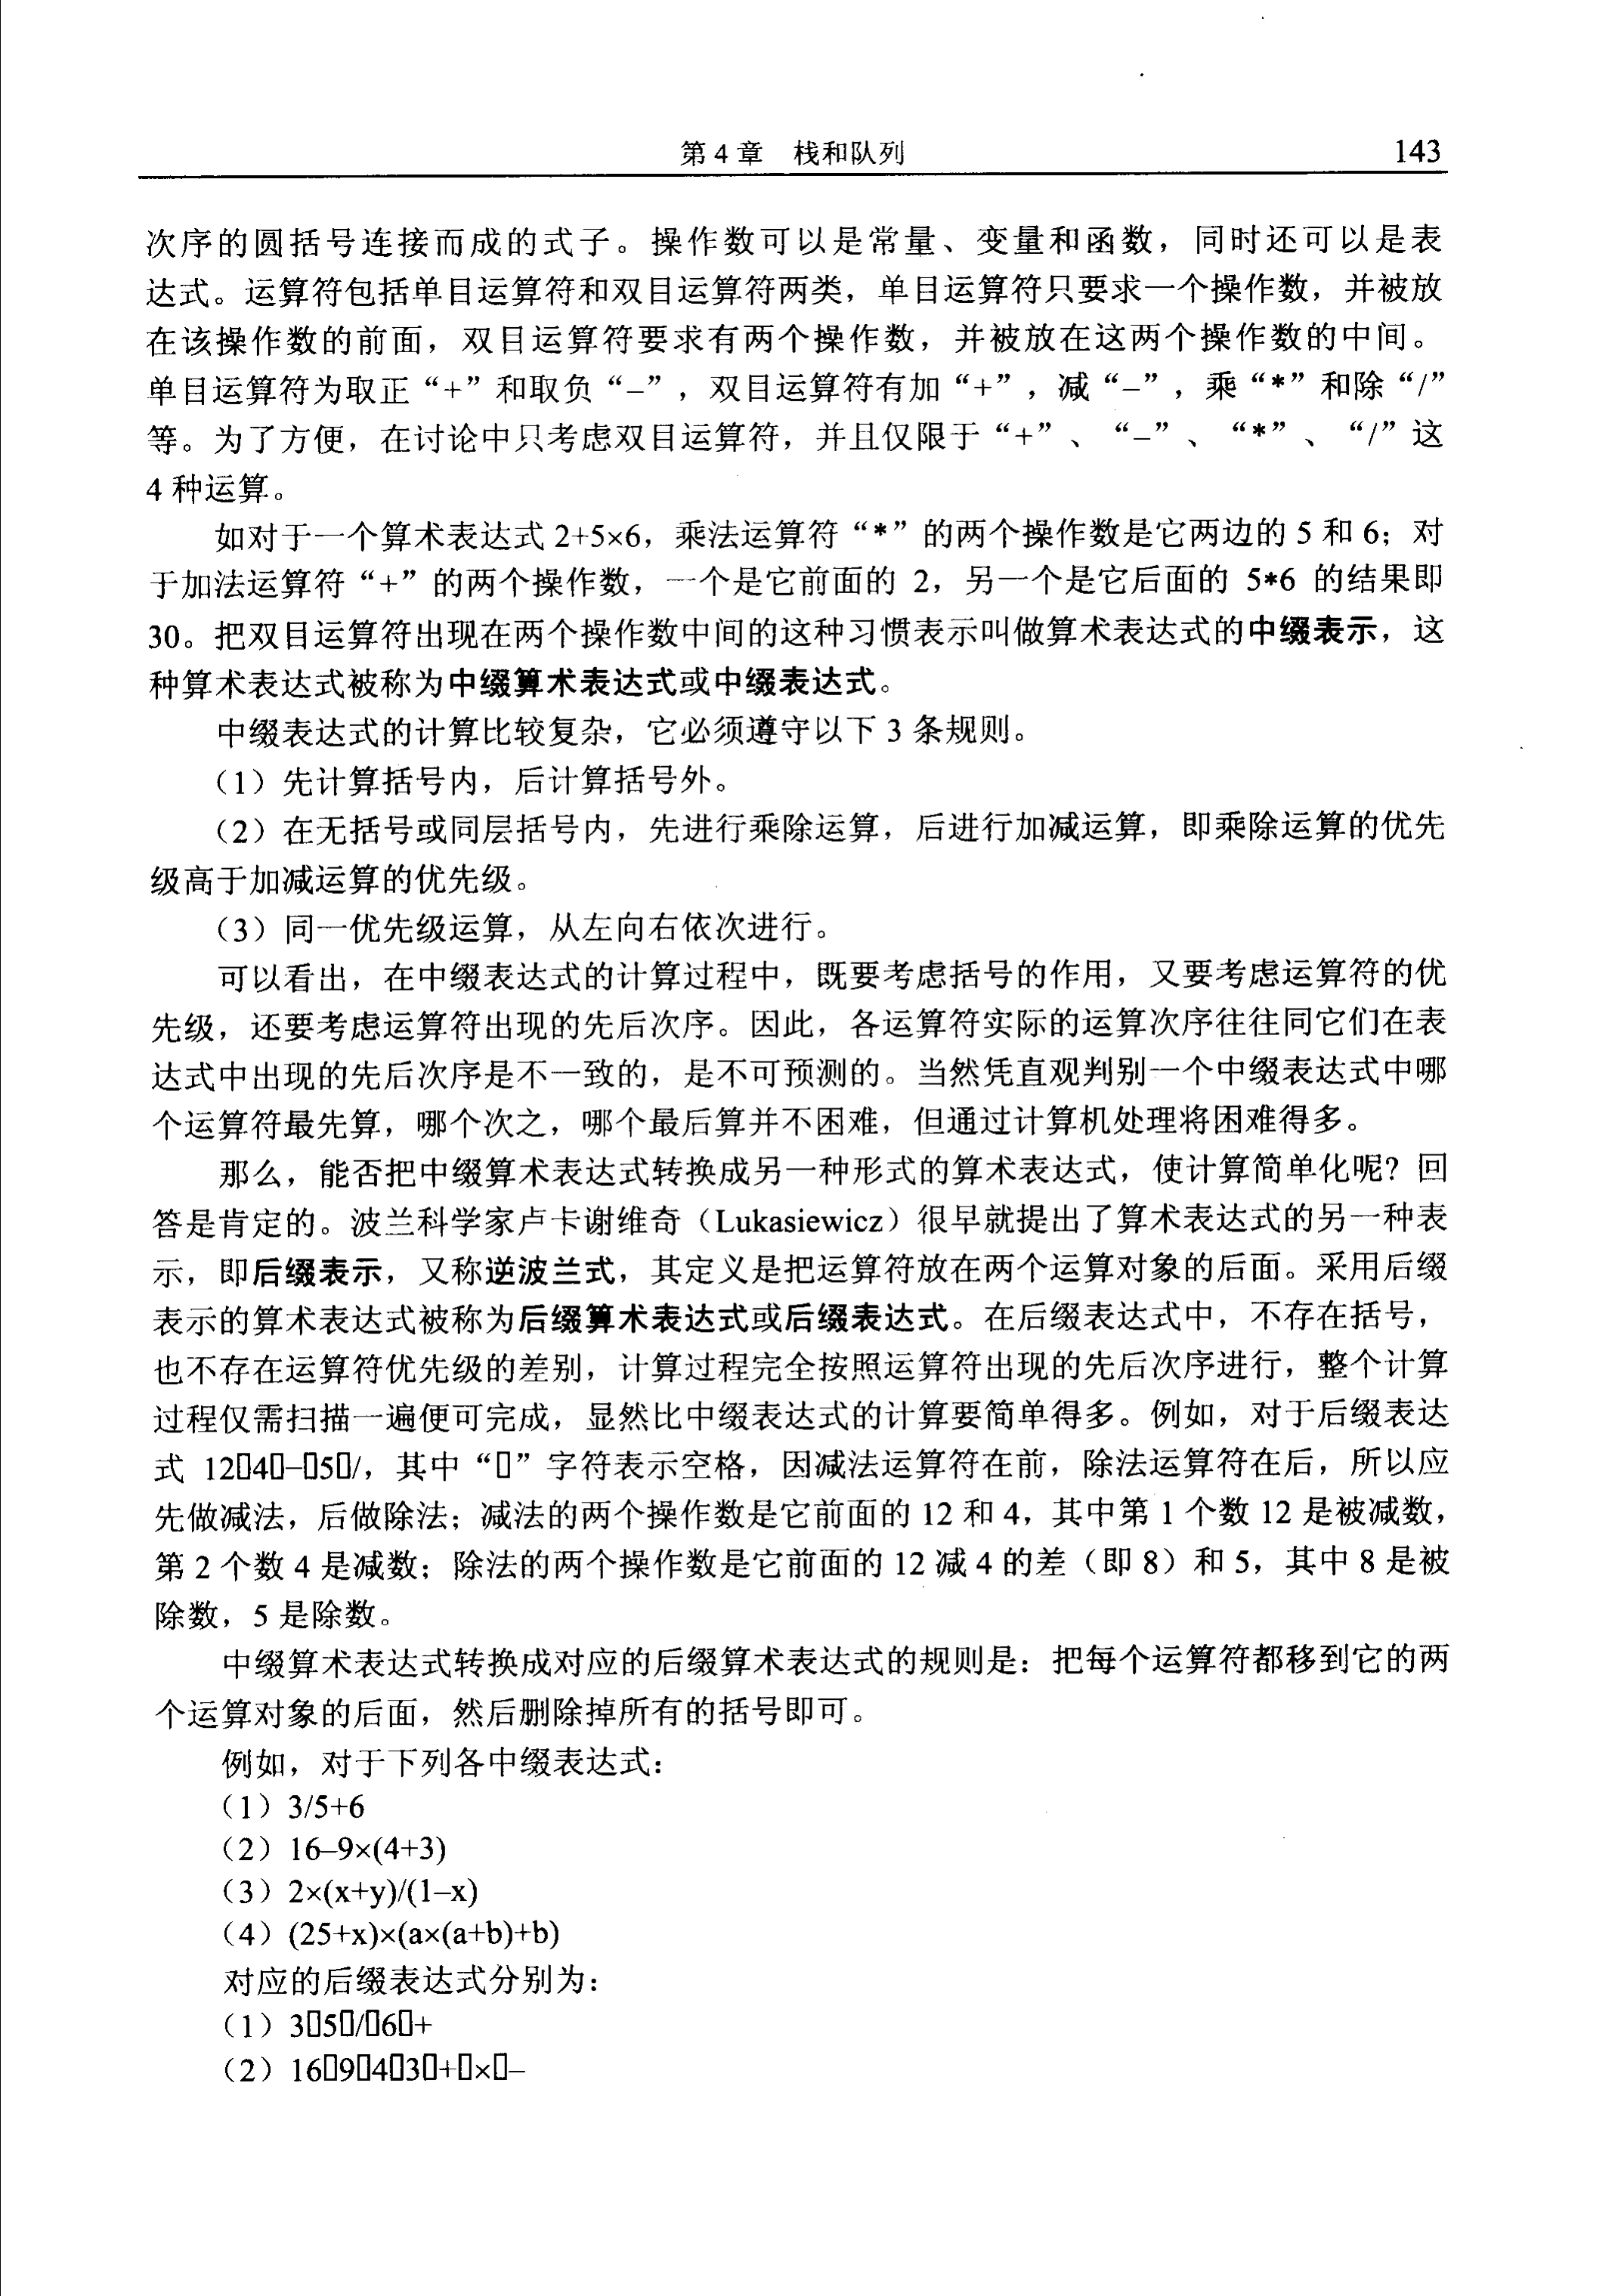 第 4 章　栈和队列
143
次序的圆括号连接而成的式子。操作数可以是常量、变量和函数，同时还可以是表
达式。运算符包括单目运算符和双目运算符两类，单目运算符只要求一个操作数，并被放
在该操作数的前面，双目运算符要求有两个操作数，并被放在这两个操作数的中间。
单目运算符为取正“+”和取负“–”，双目运算符有加“+”，减“–”，乘“*”和除“/”
等。为了方便，在讨论中只考虑双目运算符，并且仅限于“+”、“–”、“*”、“/”这
4 种运算。
如对于一个算术表达式 2+5×6，乘法运算符“*”的两个操作数是它两边的 5 和 6；对
于加法运算符“+”的两个操作数，一个是它前面的 2，另一个是它后面的 5*6 的结果即
30。把双目运算符出现在两个操作数中间的这种习惯表示叫做算术表达式的中缀表示，这
种算术表达式被称为中缀算术表达式或中缀表达式。
中缀表达式的计算比较复杂，它必须遵守以下 3 条规则。
（1）先计算括号内，后计算括号外。
（2）在无括号或同层括号内，先进行乘除运算，后进行加减运算，即乘除运算的优先
级高于加减运算的优先级。
（3）同一优先级运算，从左向右依次进行。
可以看出，在中缀表达式的计算过程中，既要考虑括号的作用，又要考虑运算符的优
先级，还要考虑运算符出现的先后次序。因此，各运算符实际的运算次序往往同它们在表
达式中出现的先后次序是不一致的，是不可预测的。当然凭直观判别一个中缀表达式中哪
个运算符最先算，哪个次之，哪个最后算并不困难，但通过计算机处理将困难得多。
那么，能否把中缀算术表达式转换成另一种形式的算术表达式，使计算简单化呢？回
答是肯定的。波兰科学家卢卡谢维奇（Lukasiewicz）很早就提出了算术表达式的另一种表
示，即后缀表示，又称逆波兰式，其定义是把运算符放在两个运算对象的后面。采用后缀
表示的算术表达式被称为后缀算术表达式或后缀表达式。在后缀表达式中，不存在括号，
也不存在运算符优先级的差别，计算过程完全按照运算符出现的先后次序进行，整个计算
过程仅需扫描一遍便可完成，显然比中缀表达式的计算要简单得多。例如，对于后缀表达
式 12▯4▯–▯5▯/，其中“▯”字符表示空格，因减法运算符在前，除法运算符在后，所以应
先做减法，后做除法；减法的两个操作数是它前面的 12 和 4，其中第 1 个数 12 是被减数，
第 2 个数 4 是减数；除法的两个操作数是它前面的 12 减 4 的差（即 8）和 5，其中 8 是被
除数，5 是除数。
中缀算术表达式转换成对应的后缀算术表达式的规则是：把每个运算符都移到它的两
个运算对象的后面，然后删除掉所有的括号即可。
例如，对于下列各中缀表达式：
（1）3/5+6
（2）16–9×(4+3)
（3）2×(x+y)/(1–x)
（4）(25+x)×(a×(a+b)+b)
对应的后缀表达式分别为：
（1）3▯5▯/▯6▯+
（2）16▯9▯4▯3▯+▯×▯–